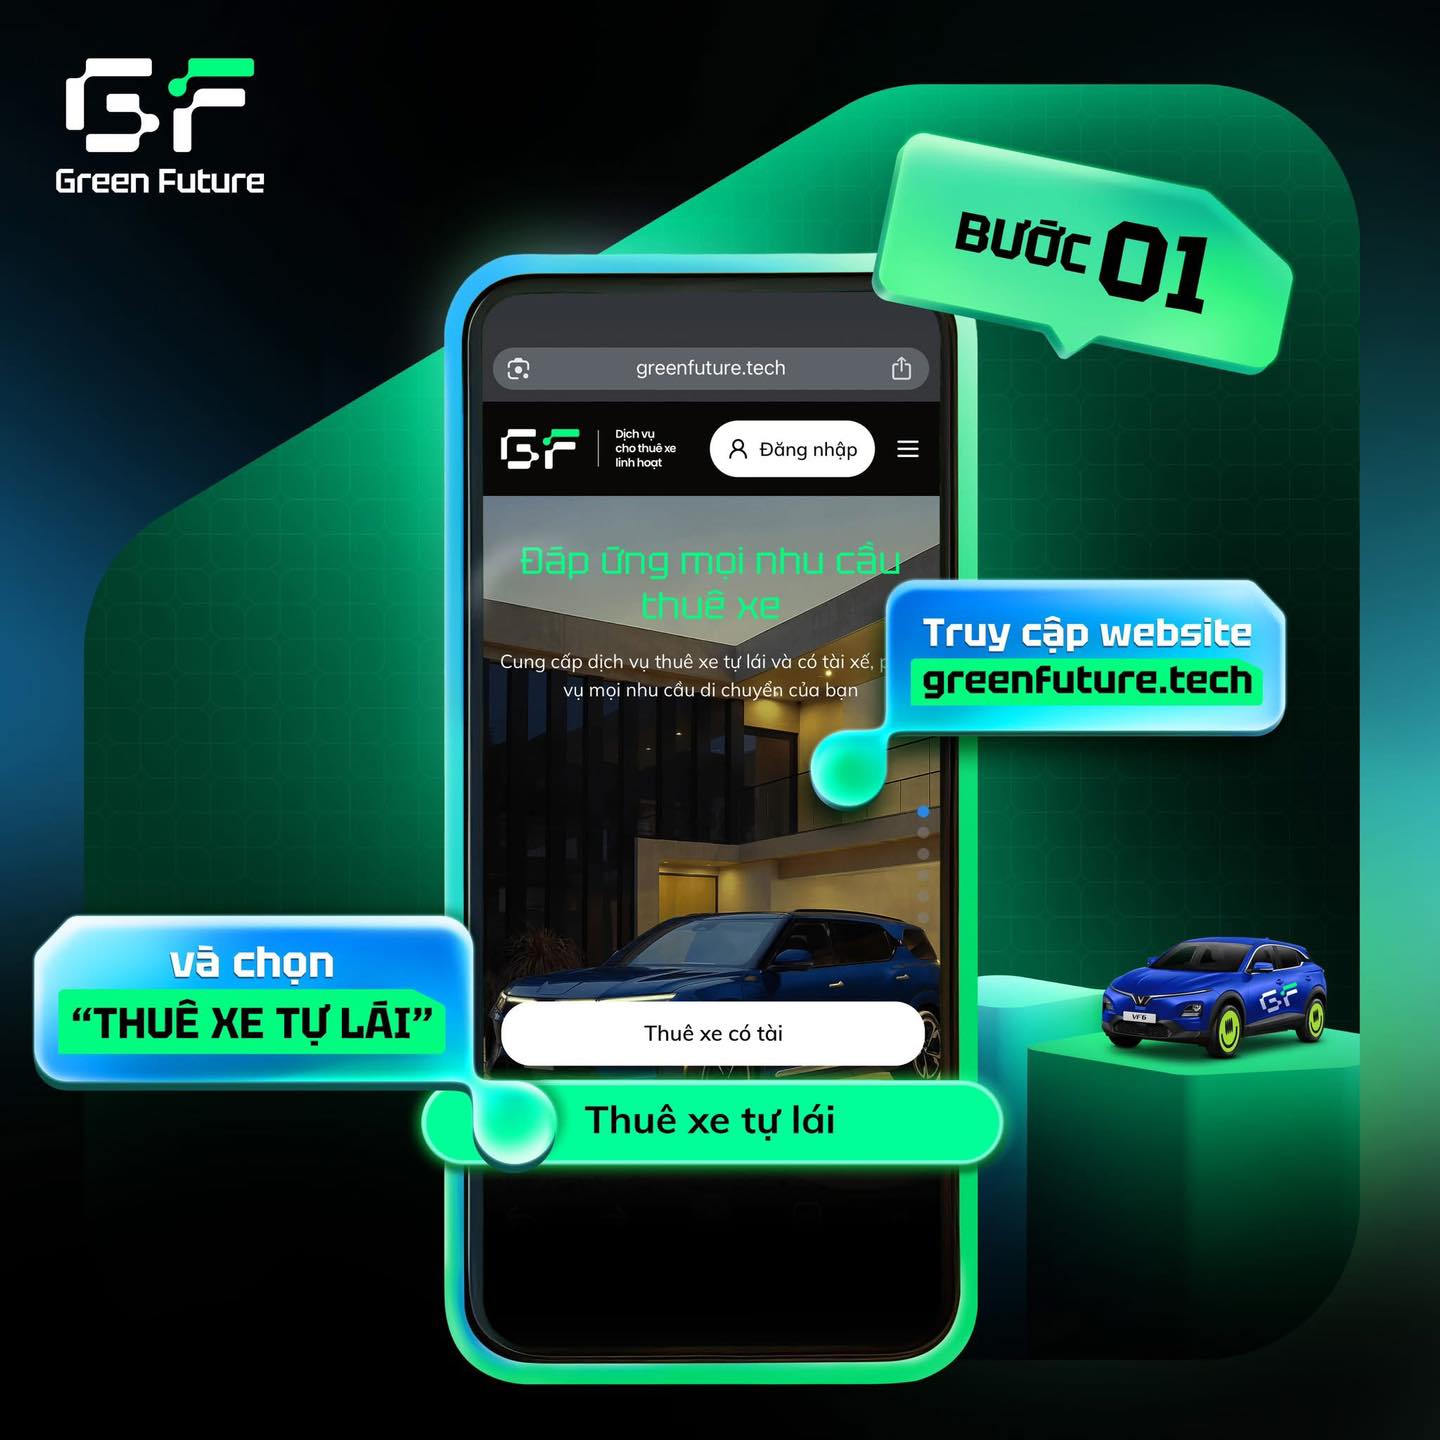 GF
Green Future
BƯỚC 01
greenfuture.tech
GF
Dịch vụ
cho thuê xe
linh hoạt
Đăng nhập
Đáp ứng mọi nhu cầu
thuê xe
Cung cấp dịch vụ thuê xe tự lái và có tài xế,
vụ mọi nhu cầu di chuyển của bạn
Truy cập website
greenfuture.tech
và chọn
“THUÊ XE TỰ LÁI”
Thuê xe có tài
Thuê xe tự lái
GF
VF 6